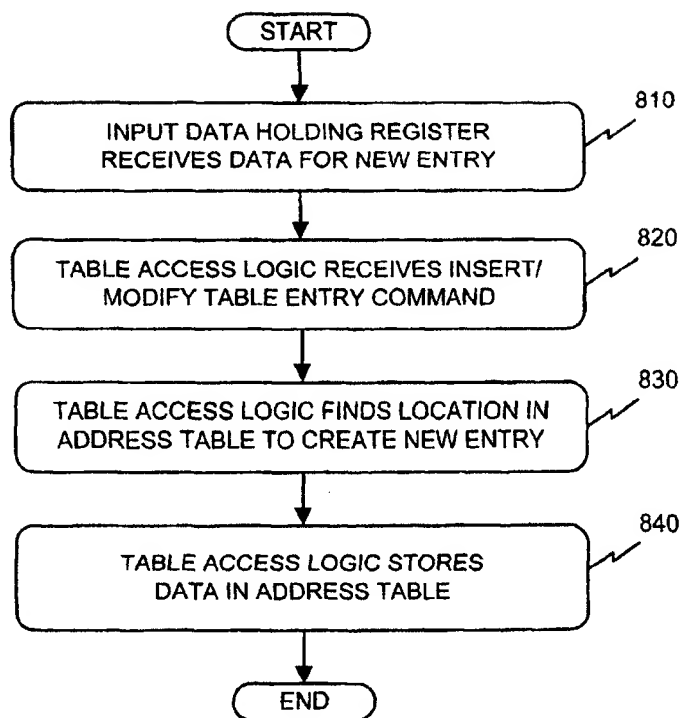 START
810
INPUT DATA HOLDING REGISTER
RECEIVES DATA FOR NEW ENTRY
820
TABLE ACCESS LOGIC RECEIVES INSERT/
MODIFY TABLE ENTRY COMMAND
830
TABLE ACCESS LOGIC FINDS LOCATION IN
ADDRESS TABLE TO CREATE NEW ENTRY
840
TABLE ACCESS LOGIC STORES
DATA IN ADDRESS TABLE
END